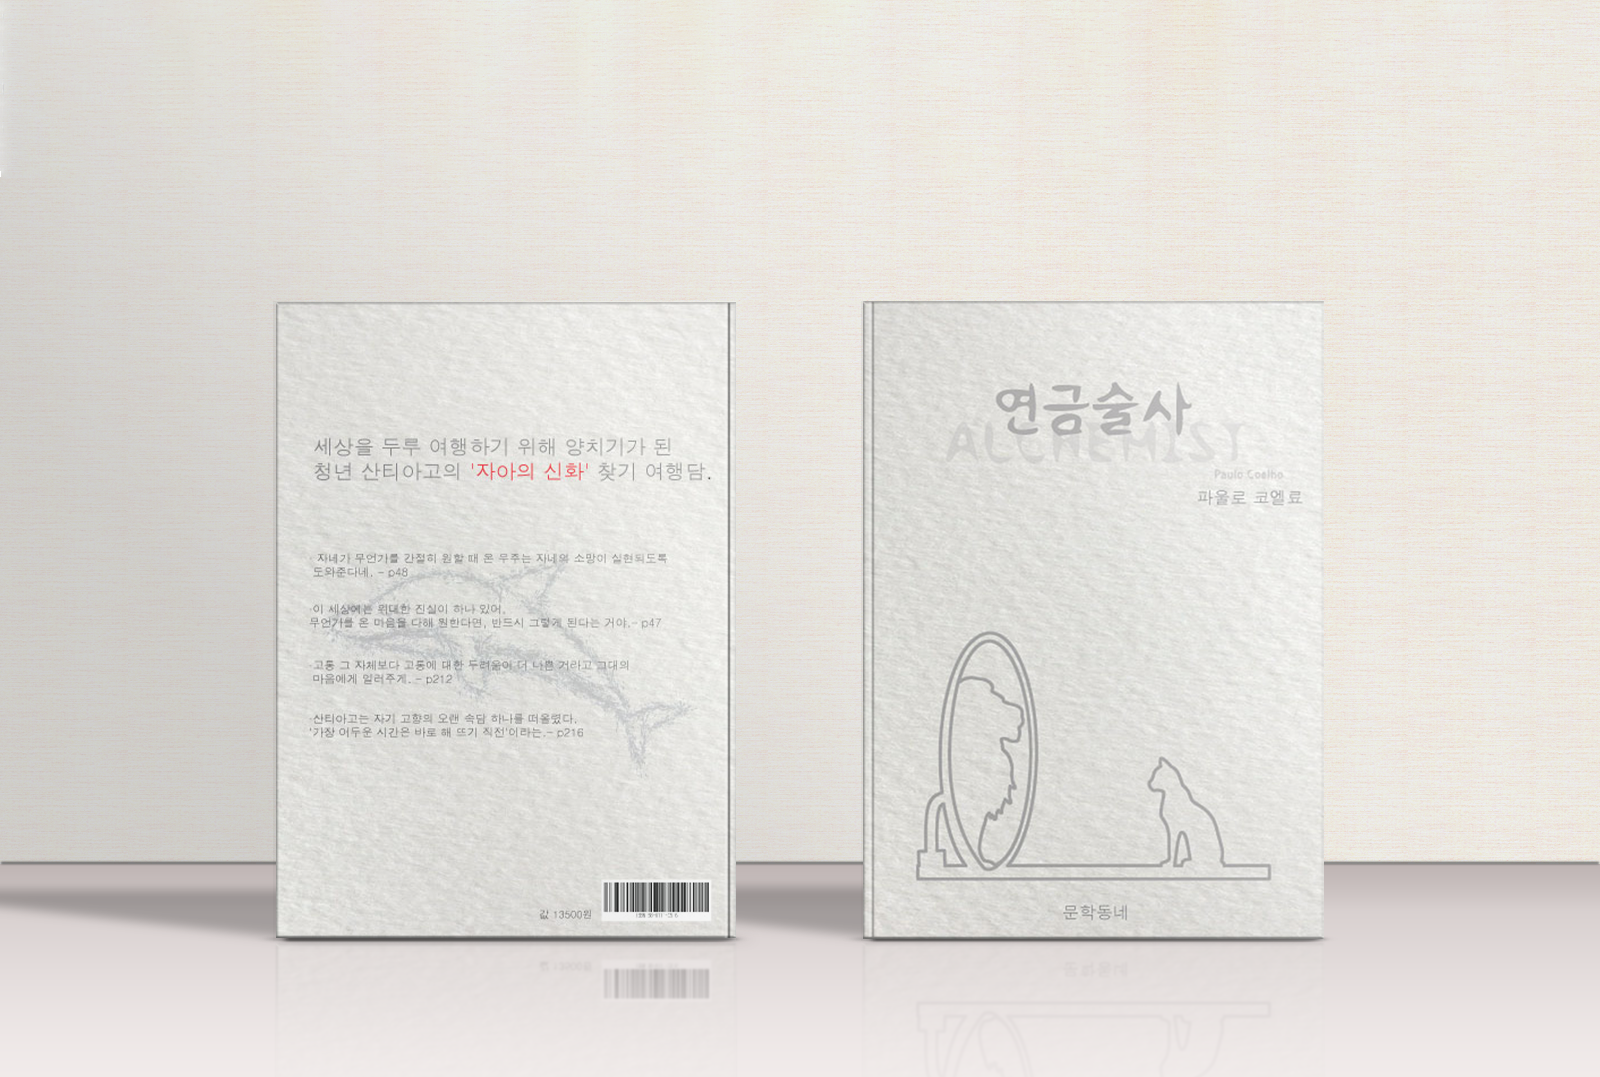 세상을 두루 여행하기 위해 양치기가 된
청년 산티아고의 '자아의 신화' 찾기 여행담.
자네가 무언가를 간절히 원할 때 온 우주는 자네의 소망이 실현되도록
도와준다네. - p48
·이 세상에는 위대한 진실이 하나 있어.
무언가를 온 마음을 다해 원한다면, 반드시 그렇게 된다는 거야.- p47
·고통 그 자체보다 고통에 대한 두려움이 더 나쁜 거라고 그대의
마음에게 일러주게. - p212
·산티아고는 자기 고향의 오랜 속담 하나를 떠올렸다.
'가장 어두운 시간은 바로 해 뜨기 직전'이라는.- p216
값 13500원
연금술사
ALCHEMIST
Paulo Coelho
파울로 코엘료
문학동네